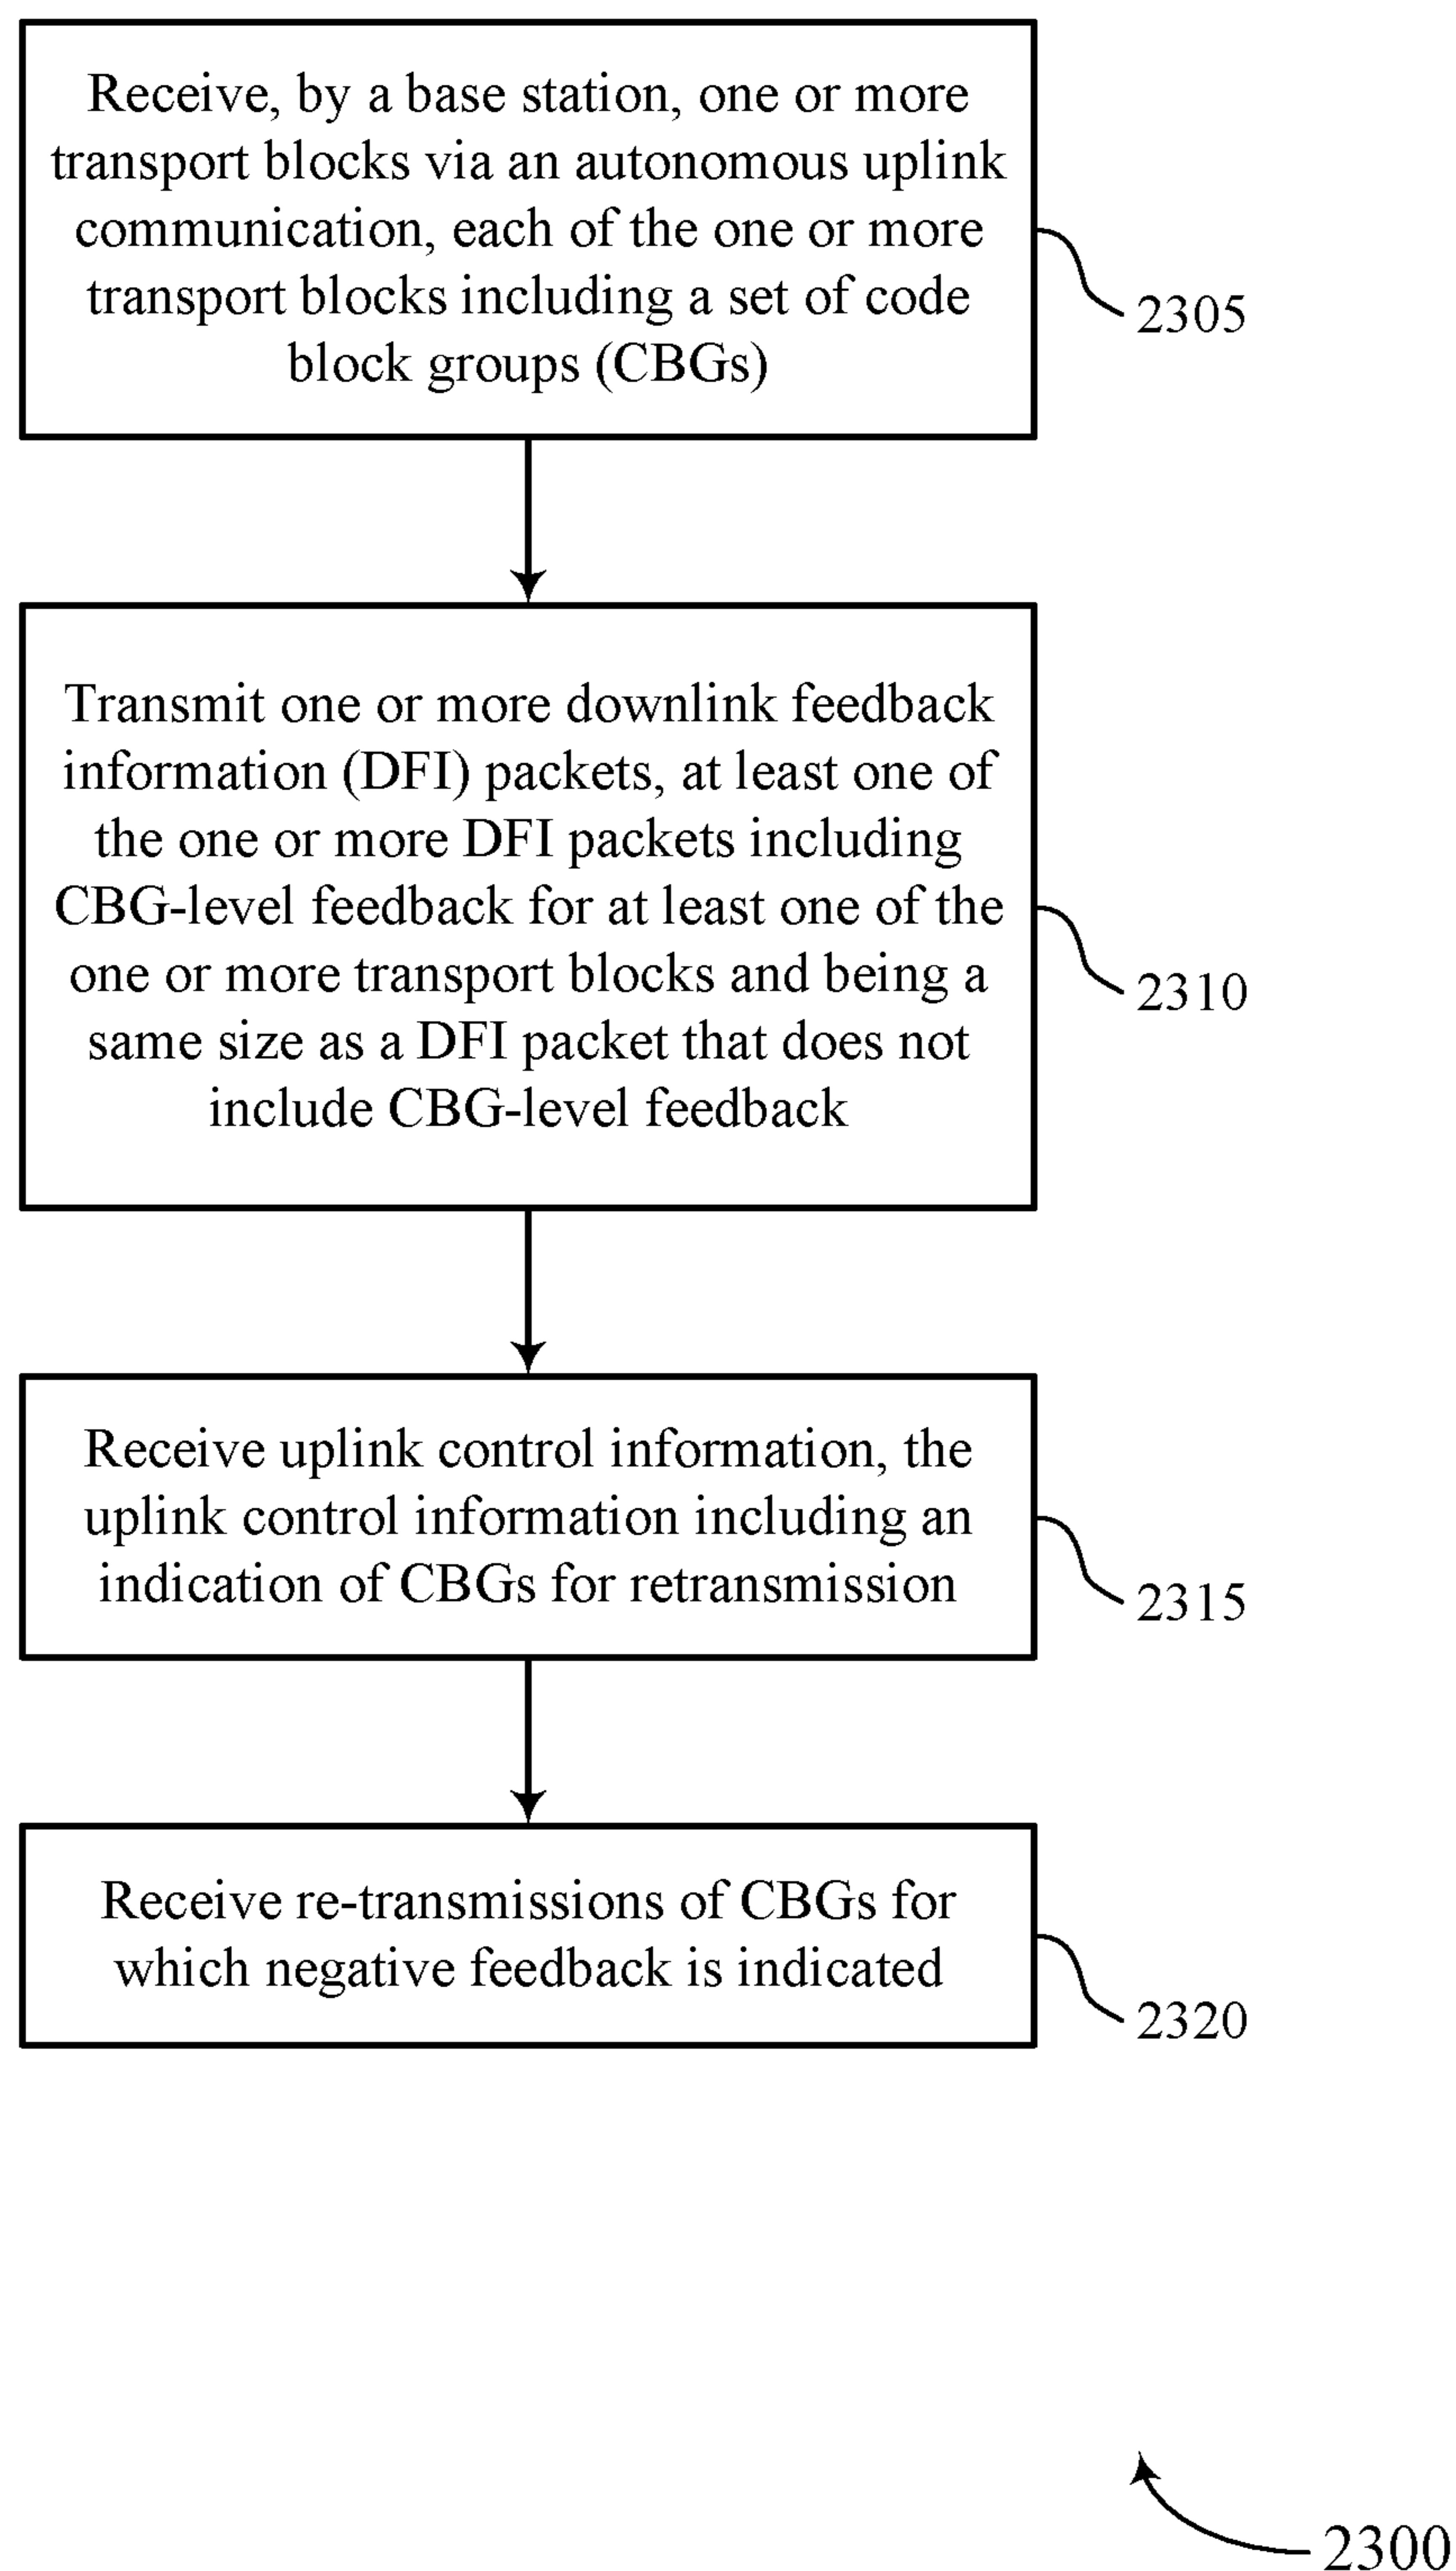 Receive, by a base station, one or more
transport blocks via an autonomous uplink
communication, each of the one or more
transport blocks including a set of code
block groups (CBGs)
2305
Transmit one or more downlink feedback
information (DFI) packets, at least one of
the one or more DFI packets including
CBG-level feedback for at least one of the
one or more transport blocks and being a
same size as a DFI packet that does not
include CBG-level feedback
2310
Receive uplink control information, the
uplink control information including an
indication of CBGs for retransmission
2315
Receive re-transmissions of CBGs for
which negative feedback is indicated
2320
2300